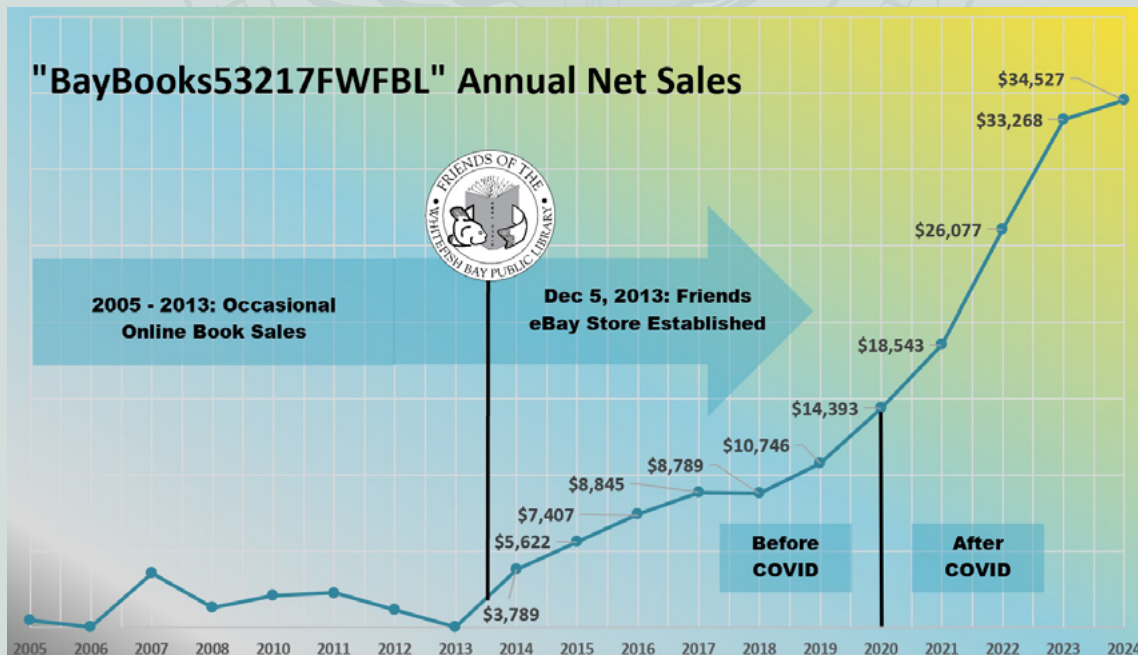 "BayBooks53217FWFBL" Annual Net Sales
$34,527
$33,268
FRIENDS OF THE
WHITEFISH BAY PUBLIC LIBRARY
$26,077
2005 - 2013: Occasional
Online Book Sales
Dec 5, 2013: Friends
eBay Store Established
$18,543
$14,393
$10,746
$8,789
$8,845
$7,407
$5,622
$3,789
Before
COVID
After
COVID
2005 2006 2007 2008 2010 2011 2012 2013 2014 2015 2016 2017 2018 2019 2020 2021 2022 2023 2024